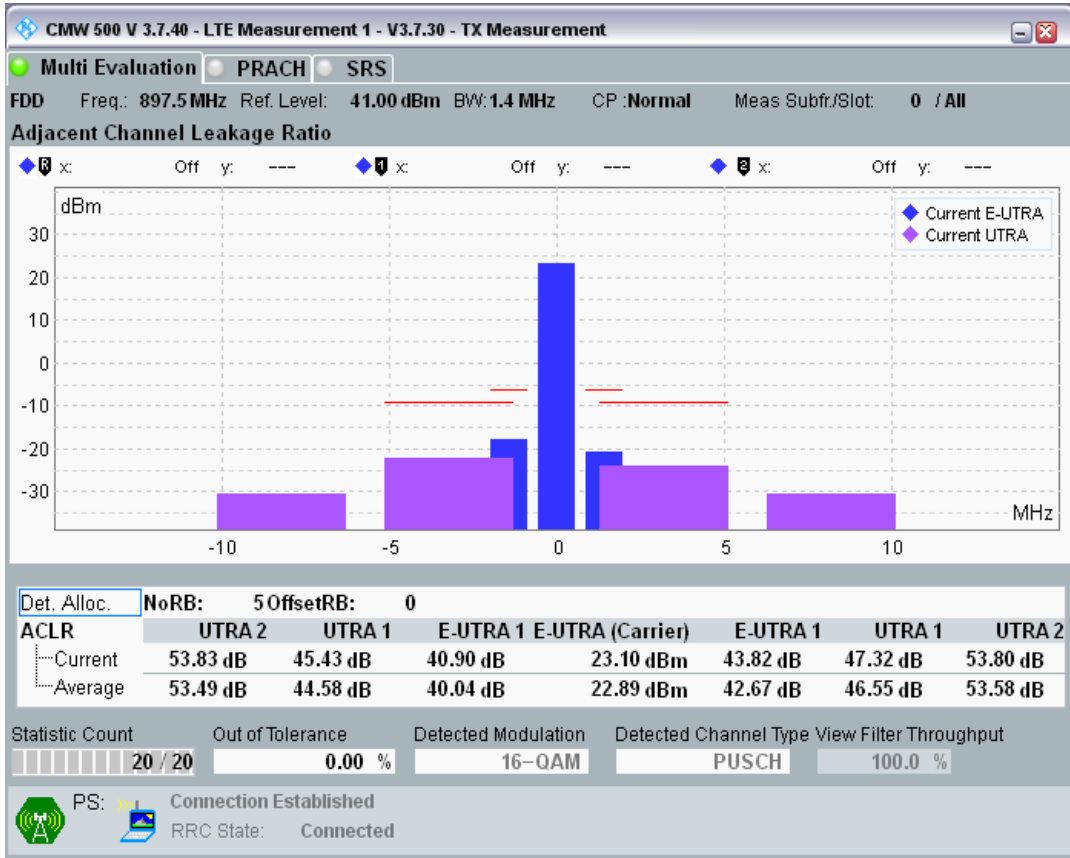 CMW 500 V 3.7.40 - LTE Measurement 1 - V3.7.30 - TX Measurement
Multi Evaluation PRACH SRS
FDD Freq.: 897.5 MHz Ref. Level: 41.00 dBm BW: 1.4 MHz CP :Normal Meas Subfr./Slot: 0 / All
Adjacent Channel Leakage Ratio
R x: Off y: --- 1 x: Off y: --- 2 x: Off y: ---
dBm
Current E-UTRA
Current UTRA
30
20
10
0
-10
-20
-30
MHz
-10 -5 0 5 10
Det. Alloc. NoRB: 5 OffsetRB: 0
ACLR UTRA 2 UTRA 1 E-UTRA 1 E-UTRA (Carrier) E-UTRA 1 UTRA 1 UTRA 2
Current 53.83 dB 45.43 dB 40.90 dB 23.10 dBm 43.82 dB 47.32 dB 53.80 dB
Average 53.49 dB 44.58 dB 40.04 dB 22.89 dBm 42.67 dB 46.55 dB 53.58 dB
Statistic Count Out of Tolerance Detected Modulation Detected Channel Type View Filter Throughput
20 / 20 0.00 % 16-QAM PUSCH 100.0 %
PS: Connection Established
RRC State: Connected